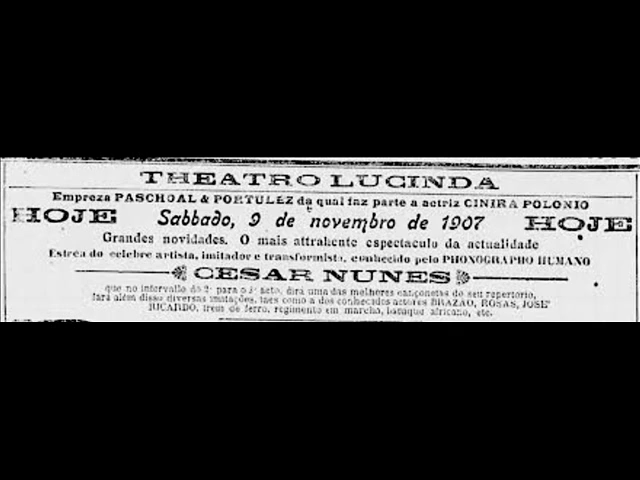 THEATRO LUCINDA
Empreza PASCHOAL & PORTULEZ da qual faz parte a actriz CINIRA POLONIO
HOJE Sabbado, 9 de novembro de 1907 HOJE
Grandes novidades. O mais attrahente espectaculo da actualidade
Estréa do celebre artista, imitador e transformista, conhecido pelo PHONOGRAPHO HUMANO
CESAR NUNES
que no intervallo do 2º para o 3º acto, dirá uma das melhores cançonetas do seu repertorio,
fará além disso diversas imitações, taes como a dos conhecidos actores BRAZÃO, ROSAS, JOSÉ
RICARDO, trem de ferro, regimento em marcha, batuque africano, etc.